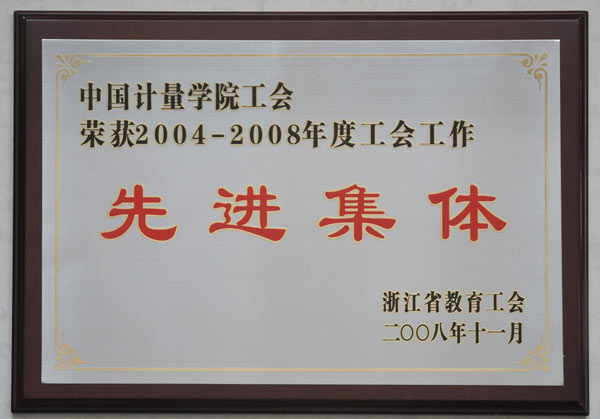 中国计量学院工会
荣获2004-2008年度工会工作
先进集体
浙江省教育工会
二〇〇八年十一月